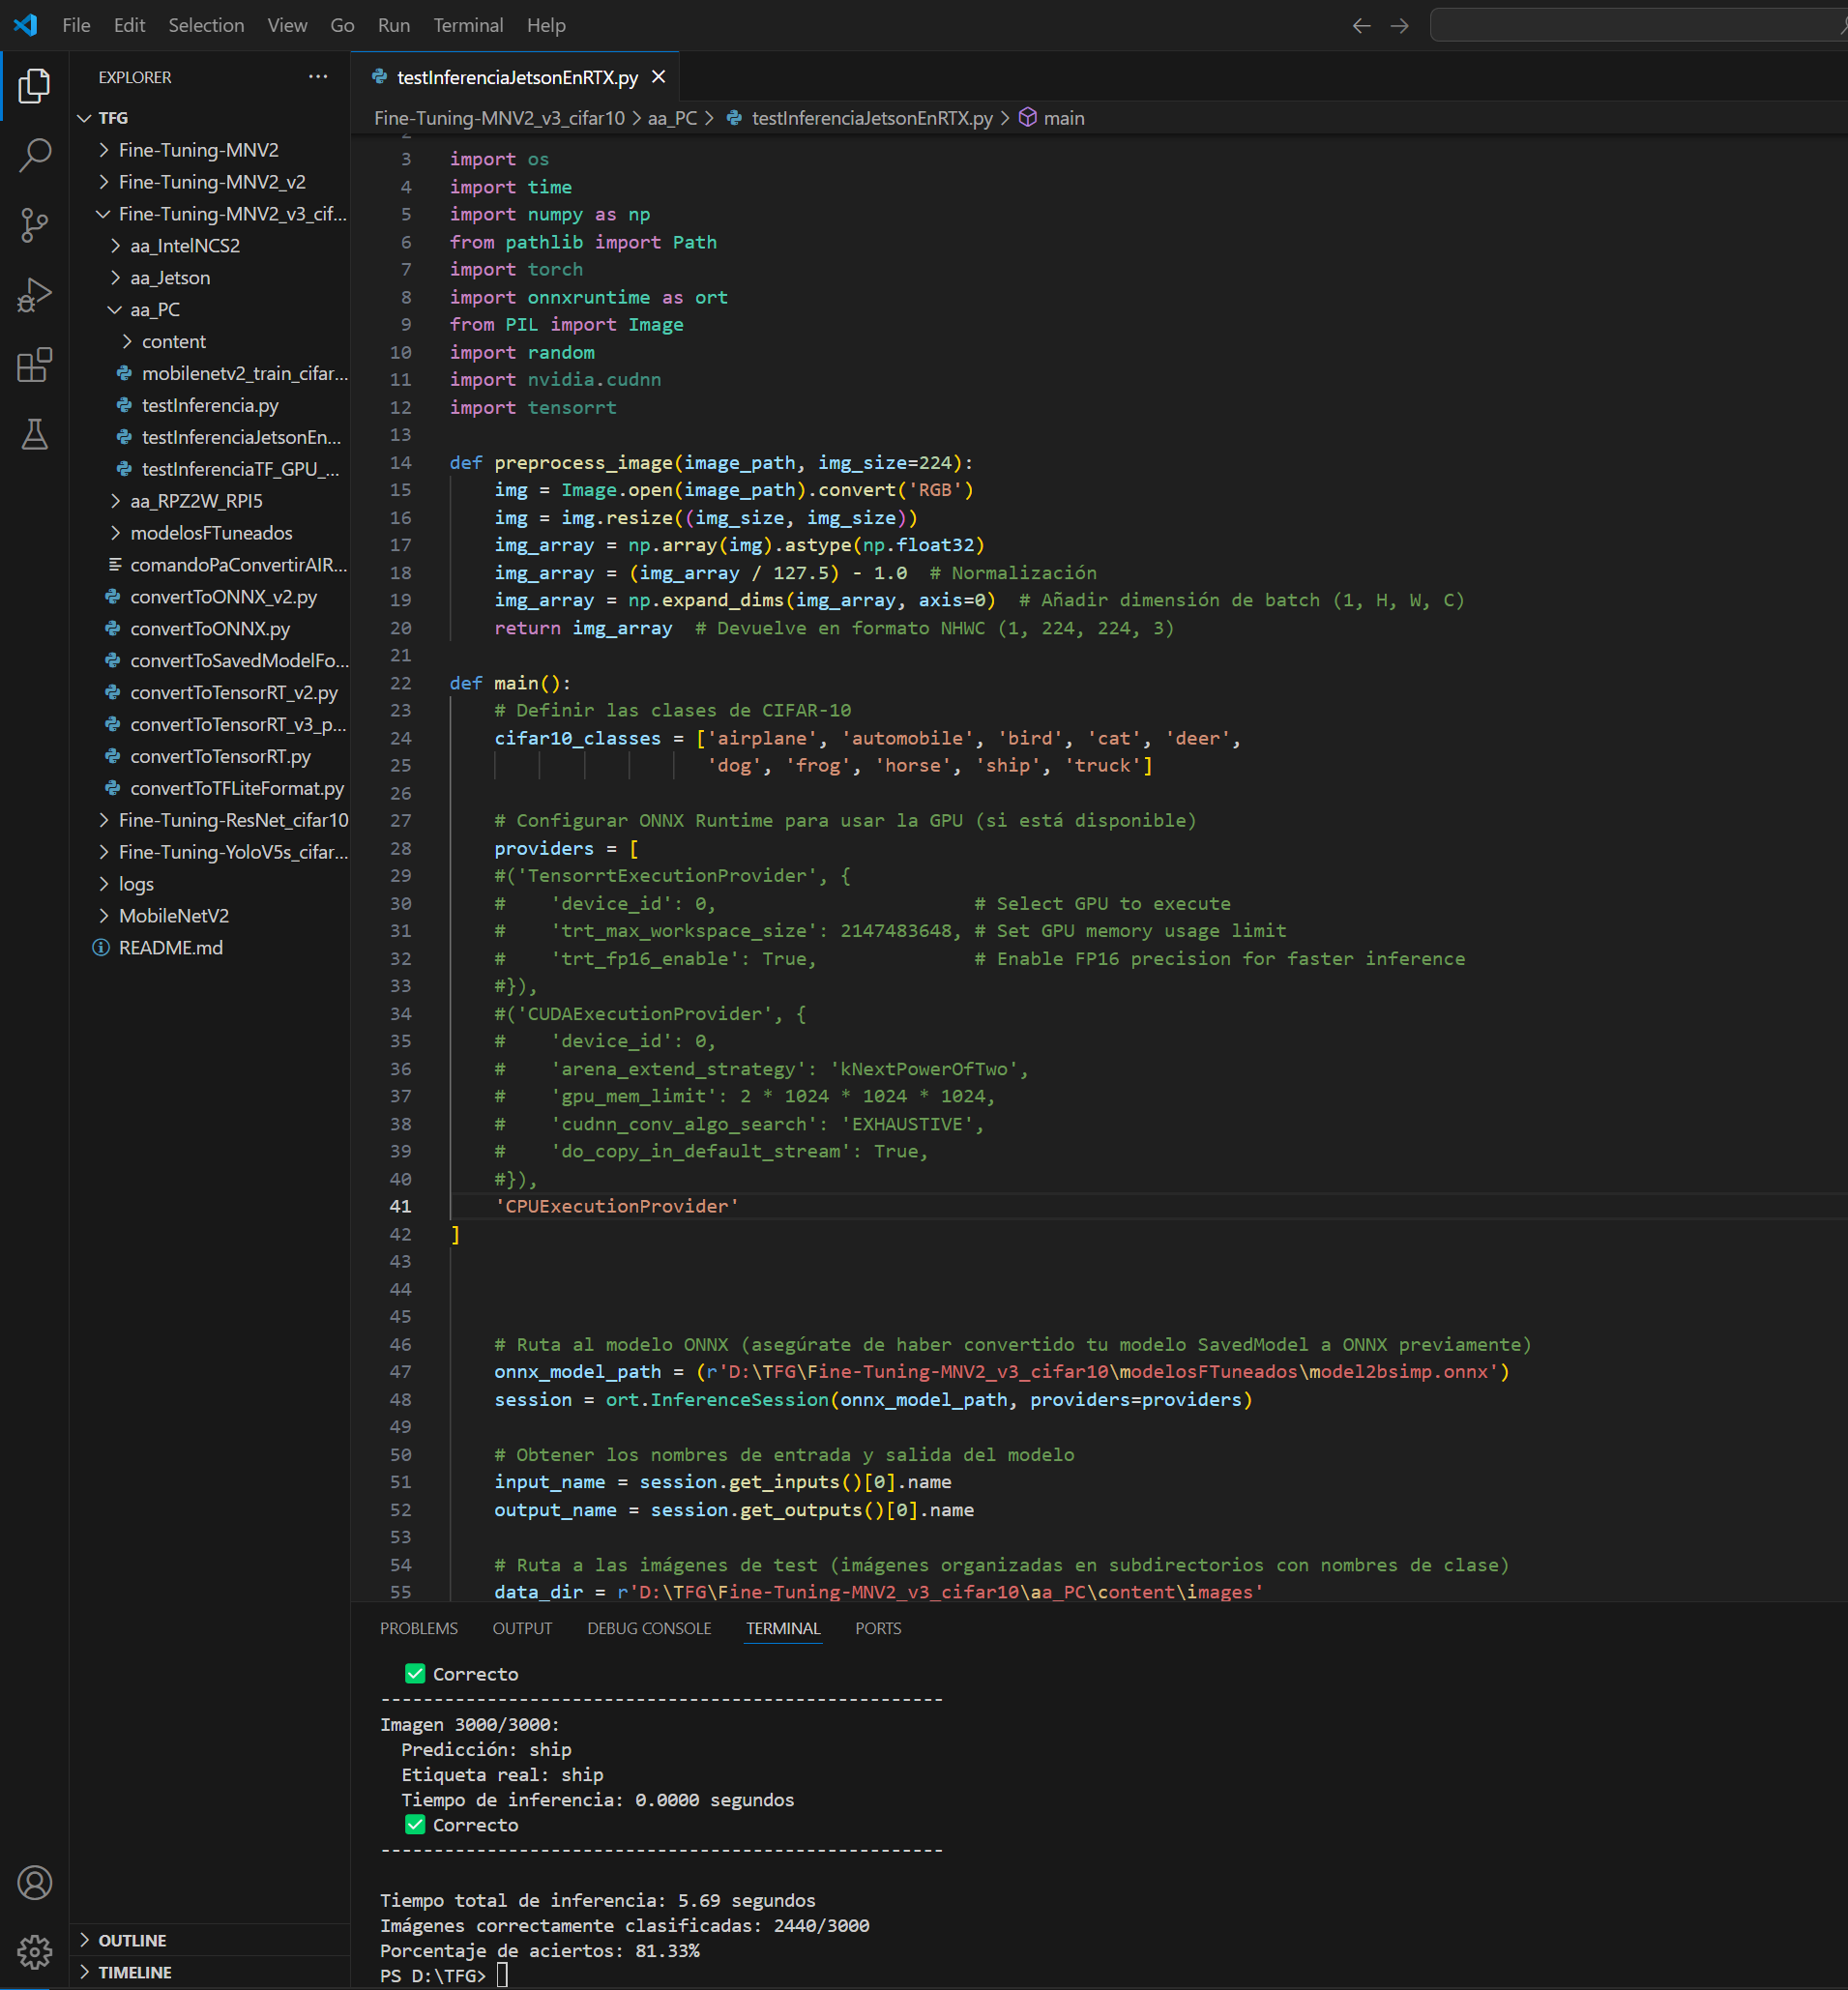 File Edit Selection View Go Run Terminal Help
EXPLORER
TFG
Fine-Tuning-MNV2
Fine-Tuning-MNV2_v2
Fine-Tuning-MNV2_v3_cif...
aa_IntelNCS2
aa_Jetson
aa_PC
content
mobilenetv2_train_cifar...
testInferencia.py
testInferenciaJetsonEn...
testInferenciaTF_GPU_...
aa_RPZ2W_RPI5
modelosFTuneados
comandoPaConvertirAIR...
convertToONNX_v2.py
convertToONNX.py
convertToSavedModelFo...
convertToTensorRT_v2.py
convertToTensorRT_v3_p...
convertToTensorRT.py
convertToTFLiteFormat.py
Fine-Tuning-ResNet_cifar10
Fine-Tuning-YoloV5s_cifar...
logs
MobileNetV2
README.md
OUTLINE
TIMELINE
testInferenciaJetsonEnRTX.py
Fine-Tuning-MNV2_v3_cifar10 > aa_PC > testInferenciaJetsonEnRTX.py > main
3 import os
4 import time
5 import numpy as np
6 from pathlib import Path
7 import torch
8 import onnxruntime as ort
9 from PIL import Image
10 import random
11 import nvidia.cudnn
12 import tensorrt
13
14 def preprocess_image(image_path, img_size=224):
15 img = Image.open(image_path).convert('RGB')
16 img = img.resize((img_size, img_size))
17 img_array = np.array(img).astype(np.float32)
18 img_array = (img_array / 127.5) - 1.0  # Normalización
19 img_array = np.expand_dims(img_array, axis=0)  # Añadir dimensión de batch (1, H, W, C)
20 return img_array  # Devuelve en formato NHWC (1, 224, 224, 3)
21
22 def main():
23 # Definir las clases de CIFAR-10
24 cifar10_classes = ['airplane', 'automobile', 'bird', 'cat', 'deer',
25 'dog', 'frog', 'horse', 'ship', 'truck']
26
27 # Configurar ONNX Runtime para usar la GPU (si está disponible)
28 providers = [
29 #('TensorrtExecutionProvider', {
30 #    'device_id': 0,                       # Select GPU to execute
31 #    'trt_max_workspace_size': 2147483648, # Set GPU memory usage limit
32 #    'trt_fp16_enable': True,              # Enable FP16 precision for faster inference
33 #}),
34 #('CUDAExecutionProvider', {
35 #    'device_id': 0,
36 #    'arena_extend_strategy': 'kNextPowerOfTwo',
37 #    'gpu_mem_limit': 2 * 1024 * 1024 * 1024,
38 #    'cudnn_conv_algo_search': 'EXHAUSTIVE',
39 #    'do_copy_in_default_stream': True,
40 #}),
41 'CPUExecutionProvider'
42 ]
43
44
45
46 # Ruta al modelo ONNX (asegúrate de haber convertido tu modelo SavedModel a ONNX previamente)
47 onnx_model_path = (r'D:\TFG\Fine-Tuning-MNV2_v3_cifar10\modelosFTuneados\model2bsimp.onnx')
48 session = ort.InferenceSession(onnx_model_path, providers=providers)
49
50 # Obtener los nombres de entrada y salida del modelo
51 input_name = session.get_inputs()[0].name
52 output_name = session.get_outputs()[0].name
53
54 # Ruta a las imágenes de test (imágenes organizadas en subdirectorios con nombres de clase)
55 data_dir = r'D:\TFG\Fine-Tuning-MNV2_v3_cifar10\aa_PC\content\images'
PROBLEMS OUTPUT DEBUG CONSOLE TERMINAL PORTS
✅ Correcto
----------------------------------------------------
Imagen 3000/3000:
Predicción: ship
Etiqueta real: ship
Tiempo de inferencia: 0.0000 segundos
✅ Correcto
----------------------------------------------------
Tiempo total de inferencia: 5.69 segundos
Imágenes correctamente clasificadas: 2440/3000
Porcentaje de aciertos: 81.33%
PS D:\TFG>